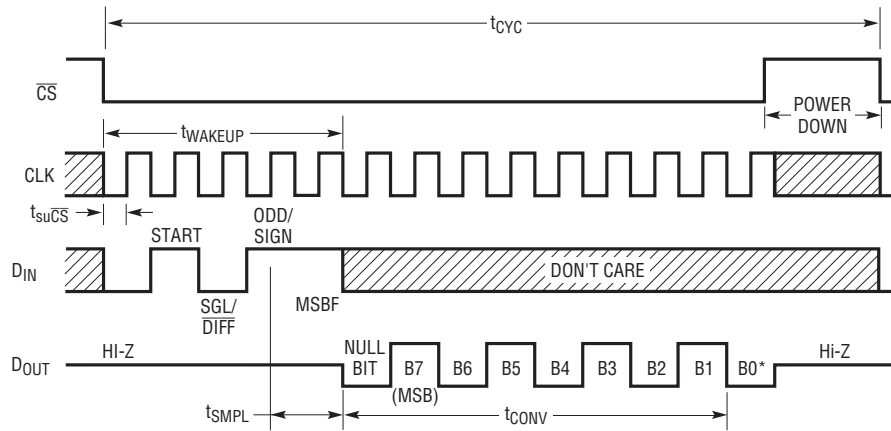 tCYC
CS
POWER
DOWN
tWAKEUP
CLK
tsuCS
START
ODD/
SIGN
DIN
DON'T CARE
SGL/
DIFF
MSBF
DOUT
HI-Z
NULL
BIT
B7
B6
B5
B4
B3
B2
B1
B0*
Hi-Z
(MSB)
tSMPL
tCONV